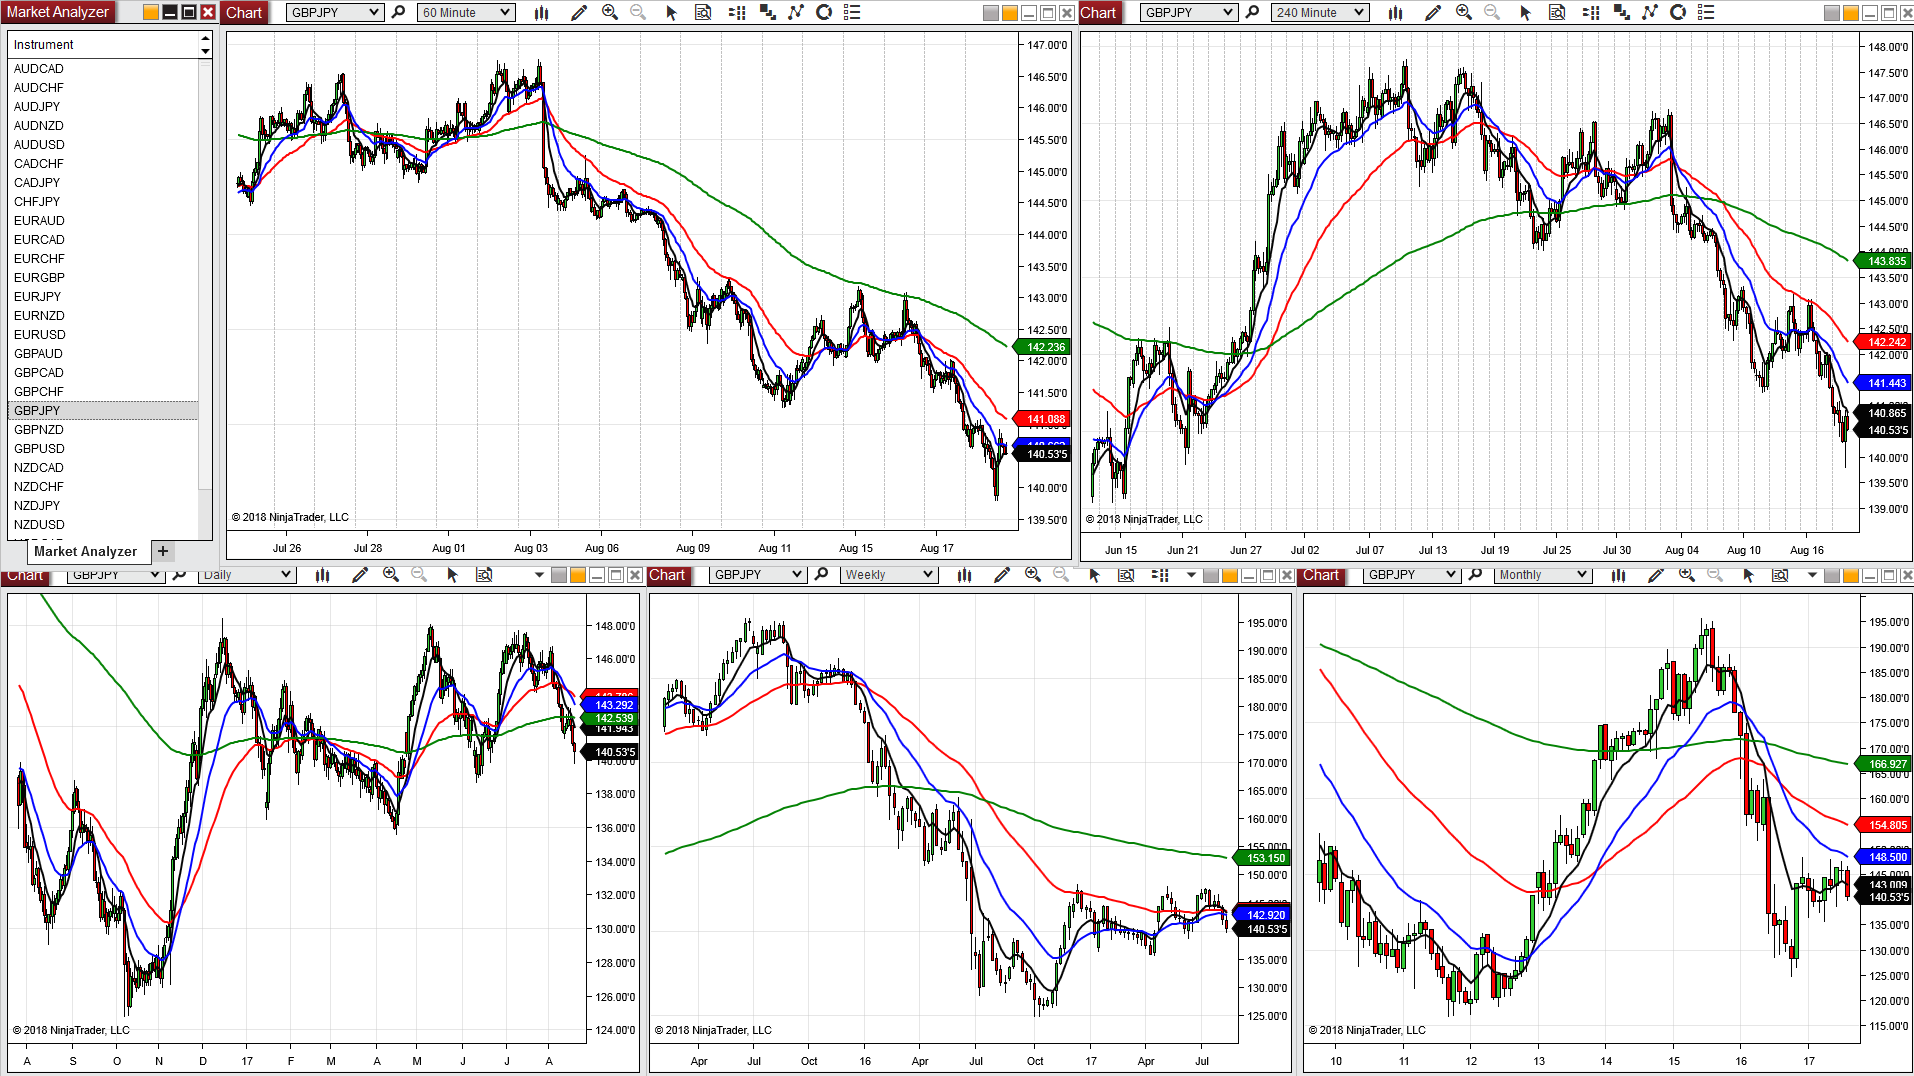 Market Analyzer
Instrument
AUDCAD
AUDCHF
AUDJPY
AUDNZD
AUDUSD
CADCHF
CADJPY
CHFJPY
EURAUD
EURCAD
EURCHF
EURGBP
EURJPY
EURNZD
EURUSD
GBPAUD
GBPCAD
GBPCHF
GBPJPY
GBPNZD
GBPUSD
NZDCAD
NZDCHF
NZDJPY
NZDUSD
Market Analyzer +
Chart GBPJPY 60 Minute
147.00'0
146.50'0
146.00'0
145.50'0
145.00'0
144.50'0
144.00'0
143.50'0
143.00'0
142.50'0
142.236
142.00'0
141.50'0
141.088
140.53'5
140.00'0
139.50'0
© 2018 NinjaTrader, LLC
Jul 26 Jul 28 Aug 01 Aug 03 Aug 06 Aug 09 Aug 11 Aug 15 Aug 17
Chart GBPJPY 240 Minute
148.00'0
147.50'0
147.00'0
146.50'0
146.00'0
145.50'0
145.00'0
144.50'0
143.835
143.50'0
143.00'0
142.50'0
142.242
142.00'0
141.443
140.865
140.53'5
140.00'0
139.50'0
139.00'0
© 2018 NinjaTrader, LLC
Jun 15 Jun 21 Jun 27 Jul 02 Jul 07 Jul 13 Jul 19 Jul 25 Jul 30 Aug 04 Aug 10 Aug 16
Chart GBPJPY Daily
148.00'0
146.00'0
143.292
142.539
141.943
140.53'5
140.00'0
138.00'0
136.00'0
134.00'0
132.00'0
130.00'0
128.00'0
126.00'0
124.00'0
© 2018 NinjaTrader, LLC
A S O N D 17 F M A M J J A
Chart GBPJPY Weekly
195.00'0
190.00'0
185.00'0
180.00'0
175.00'0
170.00'0
165.00'0
160.00'0
155.00'0
153.150
150.00'0
142.920
140.53'5
135.00'0
130.00'0
125.00'0
© 2018 NinjaTrader, LLC
Apr Jul Oct 16 Apr Jul Oct 17 Apr Jul
Chart GBPJPY Monthly
195.00'0
190.00'0
185.00'0
180.00'0
175.00'0
170.00'0
166.927
165.00'0
160.00'0
154.805
148.500
145.00'0
143.009
140.53'5
135.00'0
130.00'0
125.00'0
120.00'0
115.00'0
© 2018 NinjaTrader, LLC
10 11 12 13 14 15 16 17